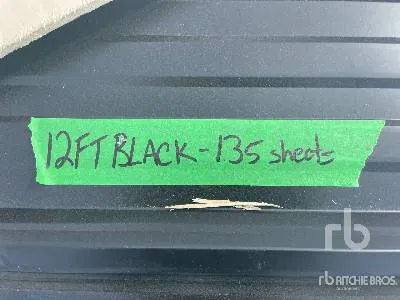 12FT BLACK - 135 sheets
rb
rb RITCHIE BROS.